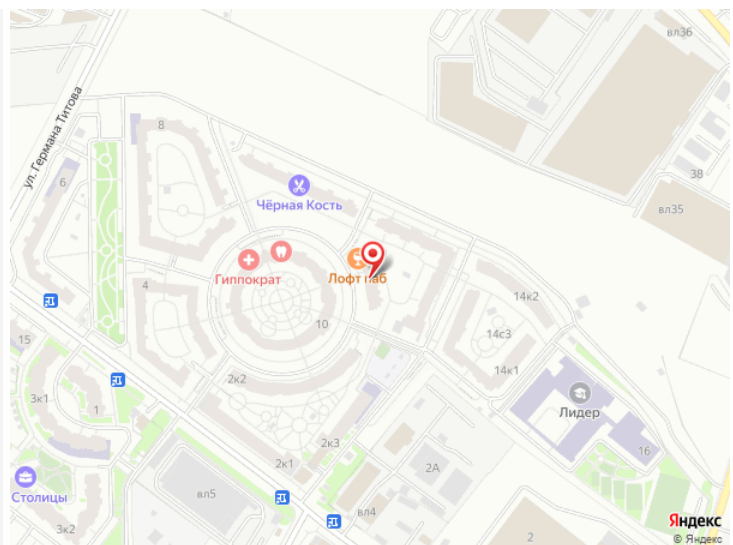 вл36
ул. Германа Титова
8
6
38
Чёрная Кость
вл35
Гиппократ
Лофт паб
4
14к2
10
14с3
15
14к1
2к2
3к1
1
Лидер
2к3
16
2А
2к1
Столицы
вл5
вл4
3к2
2
Яндекс
© Яндекс